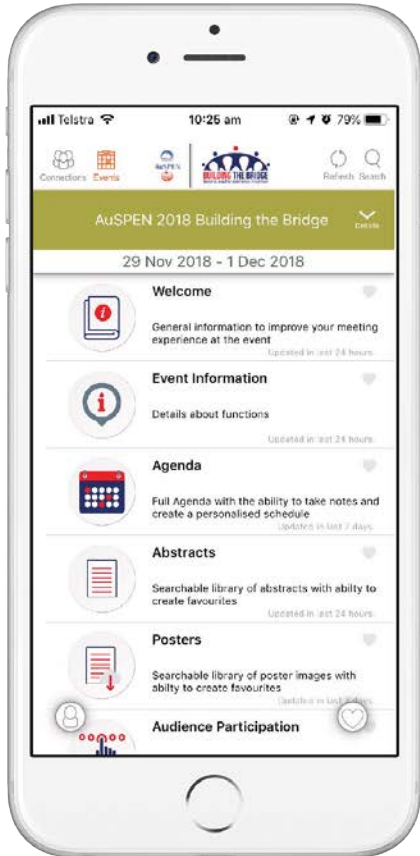 Telstra 10:25 am 79%
AuSPEN
BUILDING THE BRIDGE
Connections Events Refresh Search
AuSPEN 2018 Building the Bridge
Details
29 Nov 2018 - 1 Dec 2018
Welcome
General information to improve your meeting
experience at the event
Updated in last 24 hours
Event Information
Details about functions
Updated in last 24 hours
Agenda
Full Agenda with the ability to take notes and
create a personalised schedule
Updated in last 7 days
Abstracts
Searchable library of abstracts with abilty to
create favourites
Updated in last 24 hours
Posters
Searchable library of poster images with
abilty to create favourites
Updated in last
Audience Participation